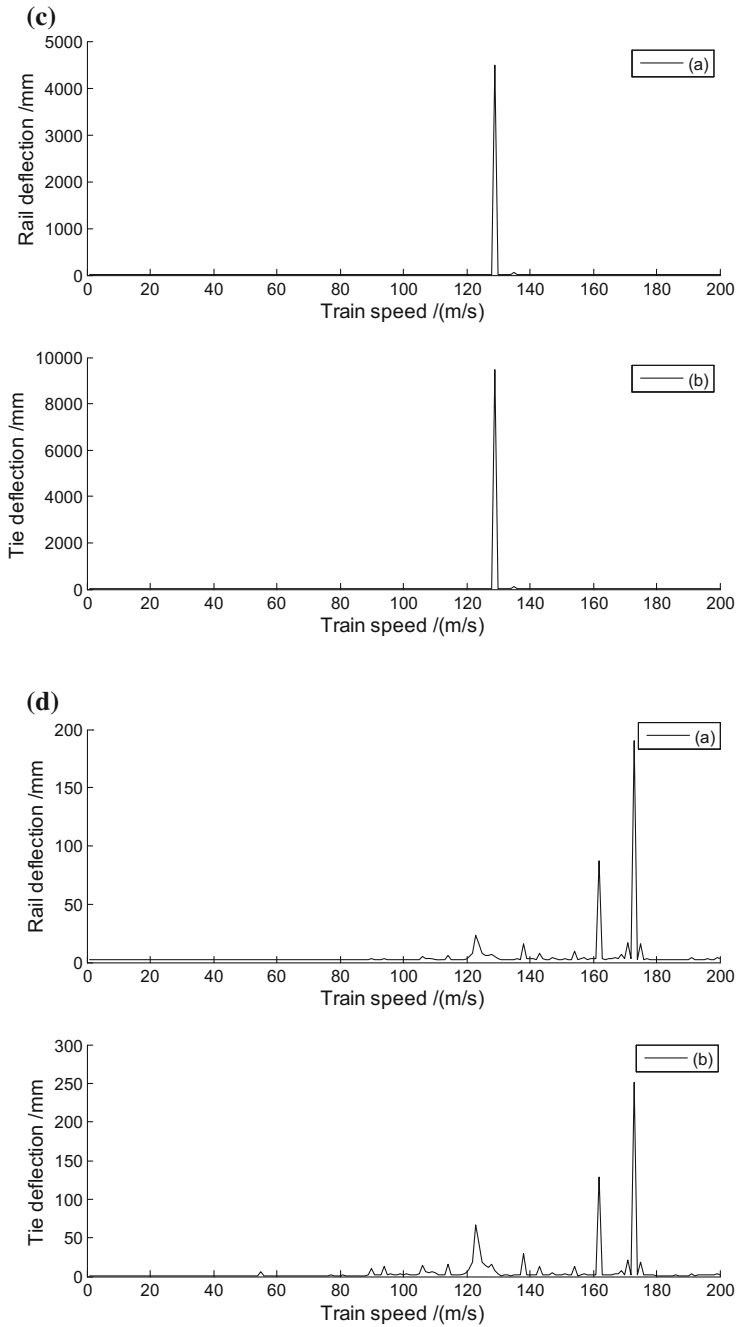 (c)
5000
4000
3000
2000
1000
0
Rail deflection /mm
(a)
0 20 40 60 80 100 120 140 160 180 200
Train speed /(m/s)
10000
8000
6000
4000
2000
0
Tie deflection /mm
(b)
0 20 40 60 80 100 120 140 160 180 200
Train speed /(m/s)
(d)
200
150
100
50
0
Rail deflection /mm
(a)
0 20 40 60 80 100 120 140 160 180 200
Train speed /(m/s)
300
250
200
150
100
50
0
Tie deflection /mm
(b)
0 20 40 60 80 100 120 140 160 180 200
Train speed /(m/s)